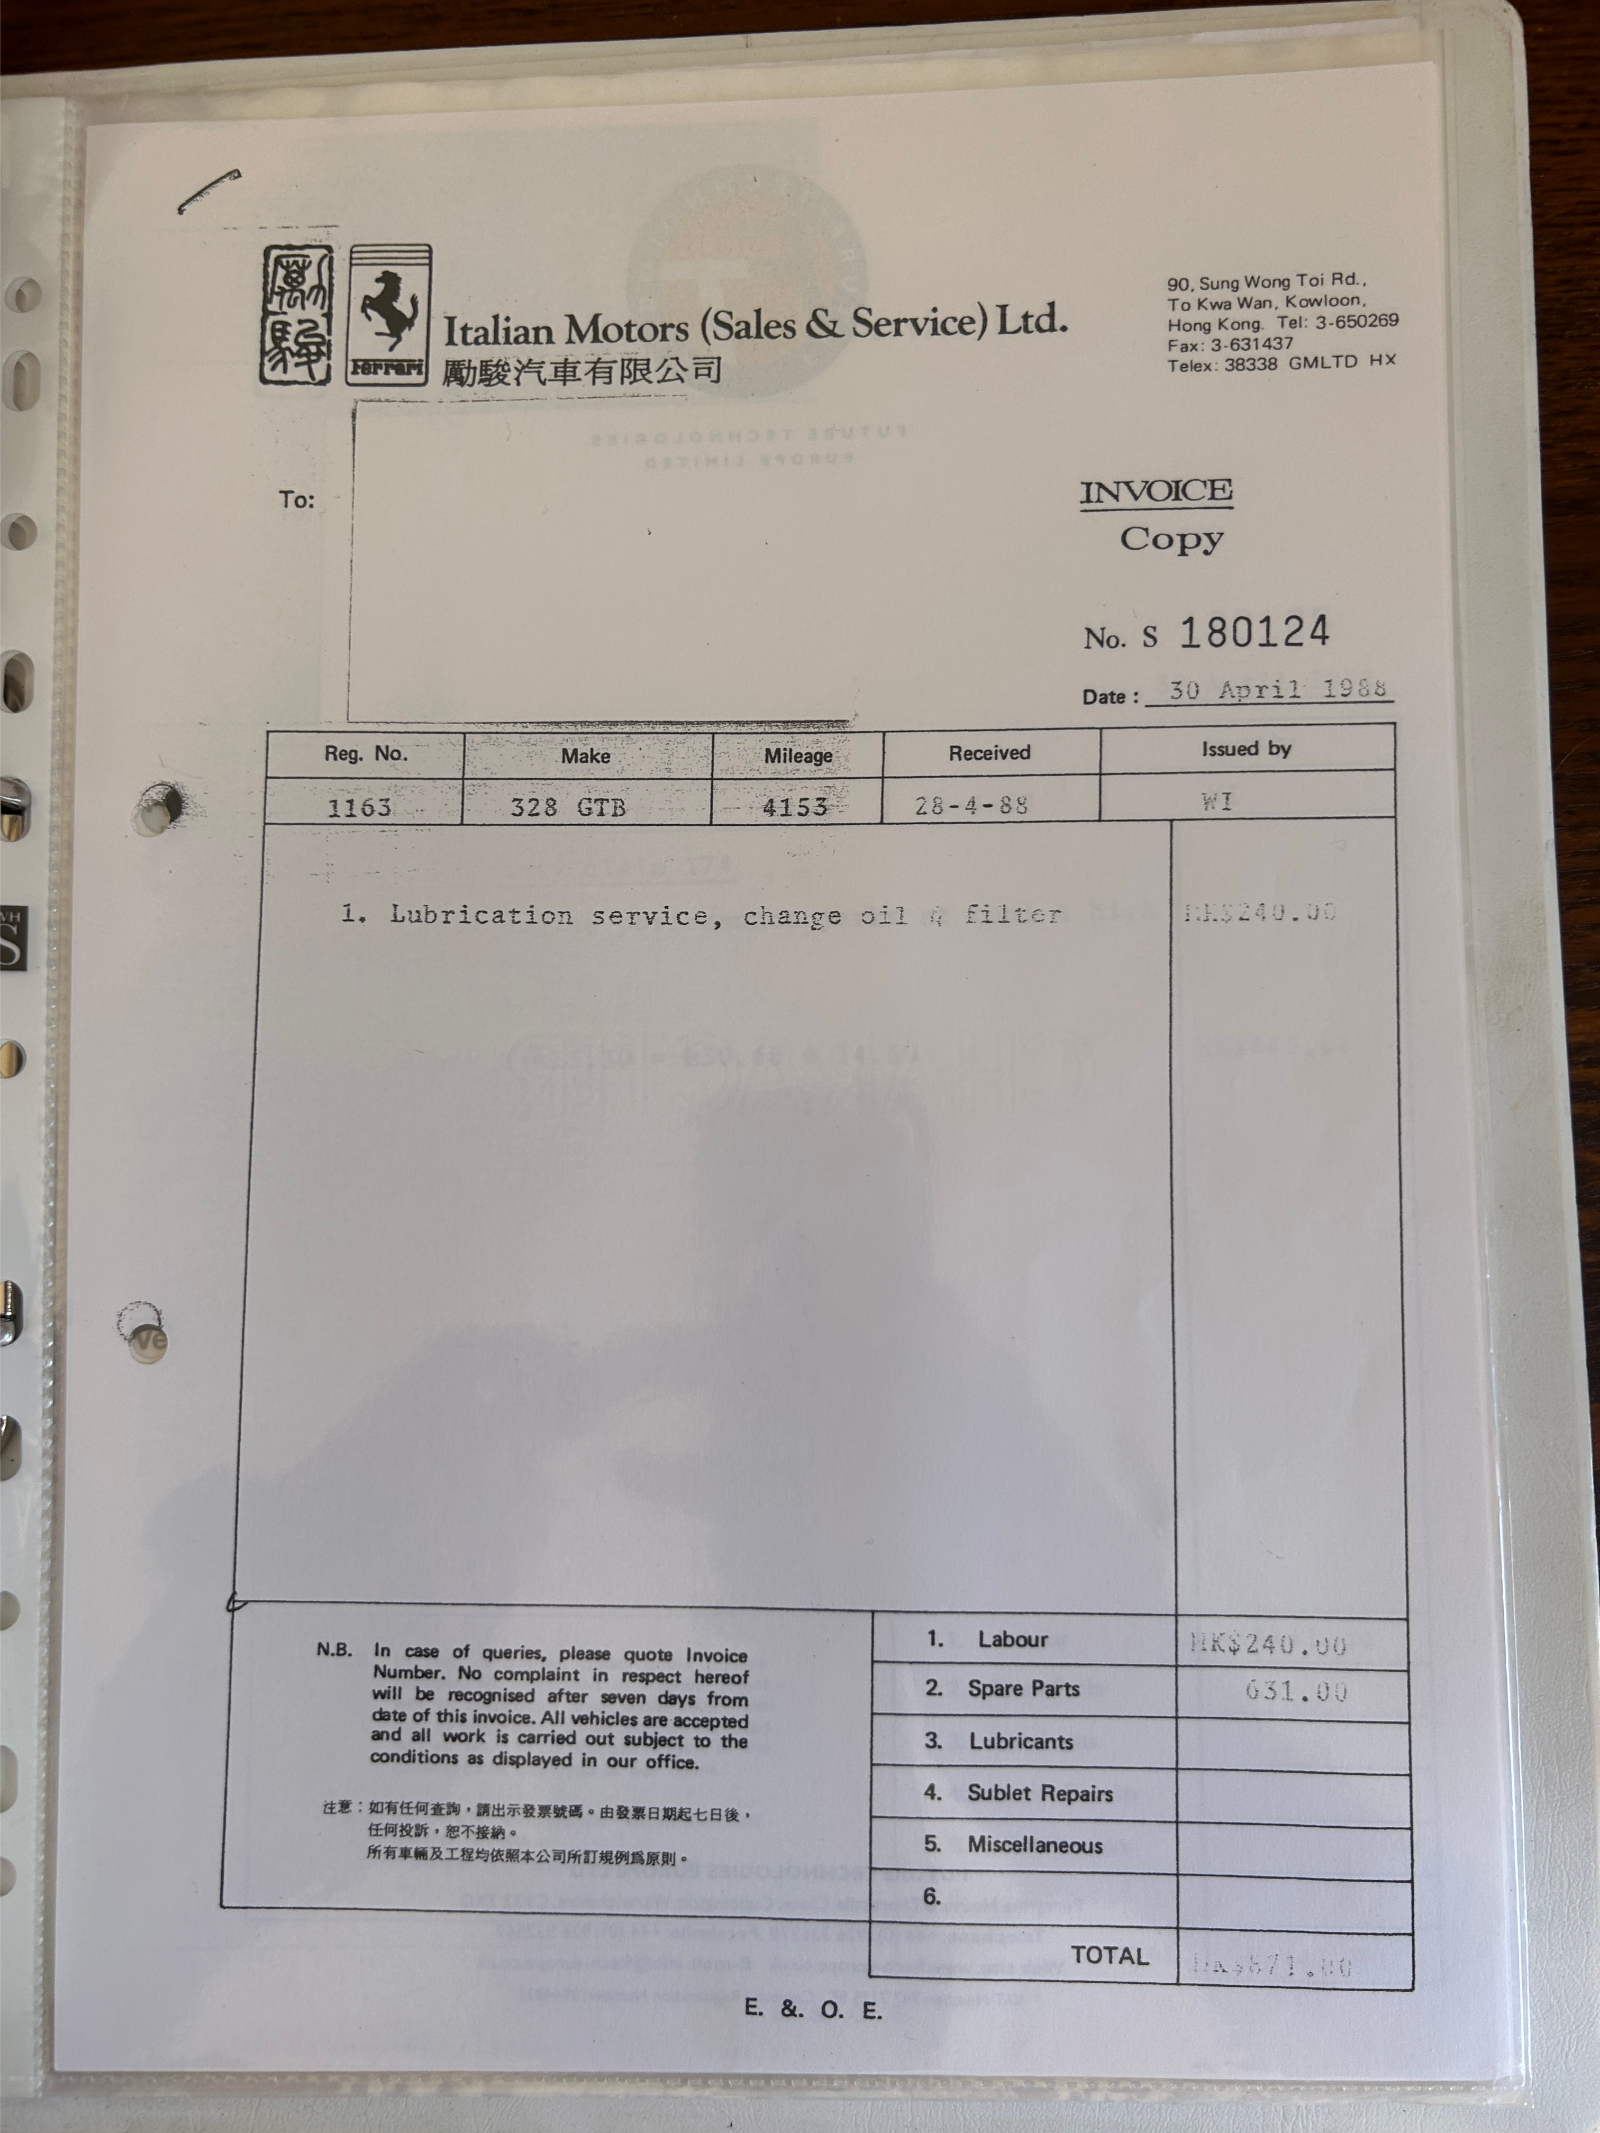 勵駿
Ferrari
Italian Motors (Sales & Service) Ltd.
勵駿汽車有限公司
90, Sung Wong Toi Rd.,
To Kwa Wan, Kowloon,
Hong Kong. Tel: 3-650269
Fax: 3-631437
Telex: 38338 GMLTD HX
FUTURE TECHNOLOGIES
EUROPE LIMITED
To:
INVOICE
Copy
No. S 180124
Date : 30 April 1988
Reg. No. Make Mileage Received Issued by
1163 328 GTB 4153 28-4-88 WI
1. Lubrication service, change oil & filter HK$240.00
N.B. In case of queries, please quote Invoice
Number. No complaint in respect hereof
will be recognised after seven days from
date of this invoice. All vehicles are accepted
and all work is carried out subject to the
conditions as displayed in our office.
注意：如有任何查詢，請出示發票號碼。由發票日期起七日後，
任何投訴，恕不接納。
所有車輛及工程均依照本公司所訂規例爲原則。
1. Labour HK$240.00
2. Spare Parts 631.00
3. Lubricants
4. Sublet Repairs
5. Miscellaneous
6.
TOTAL HK$871.00
E. & O. E.